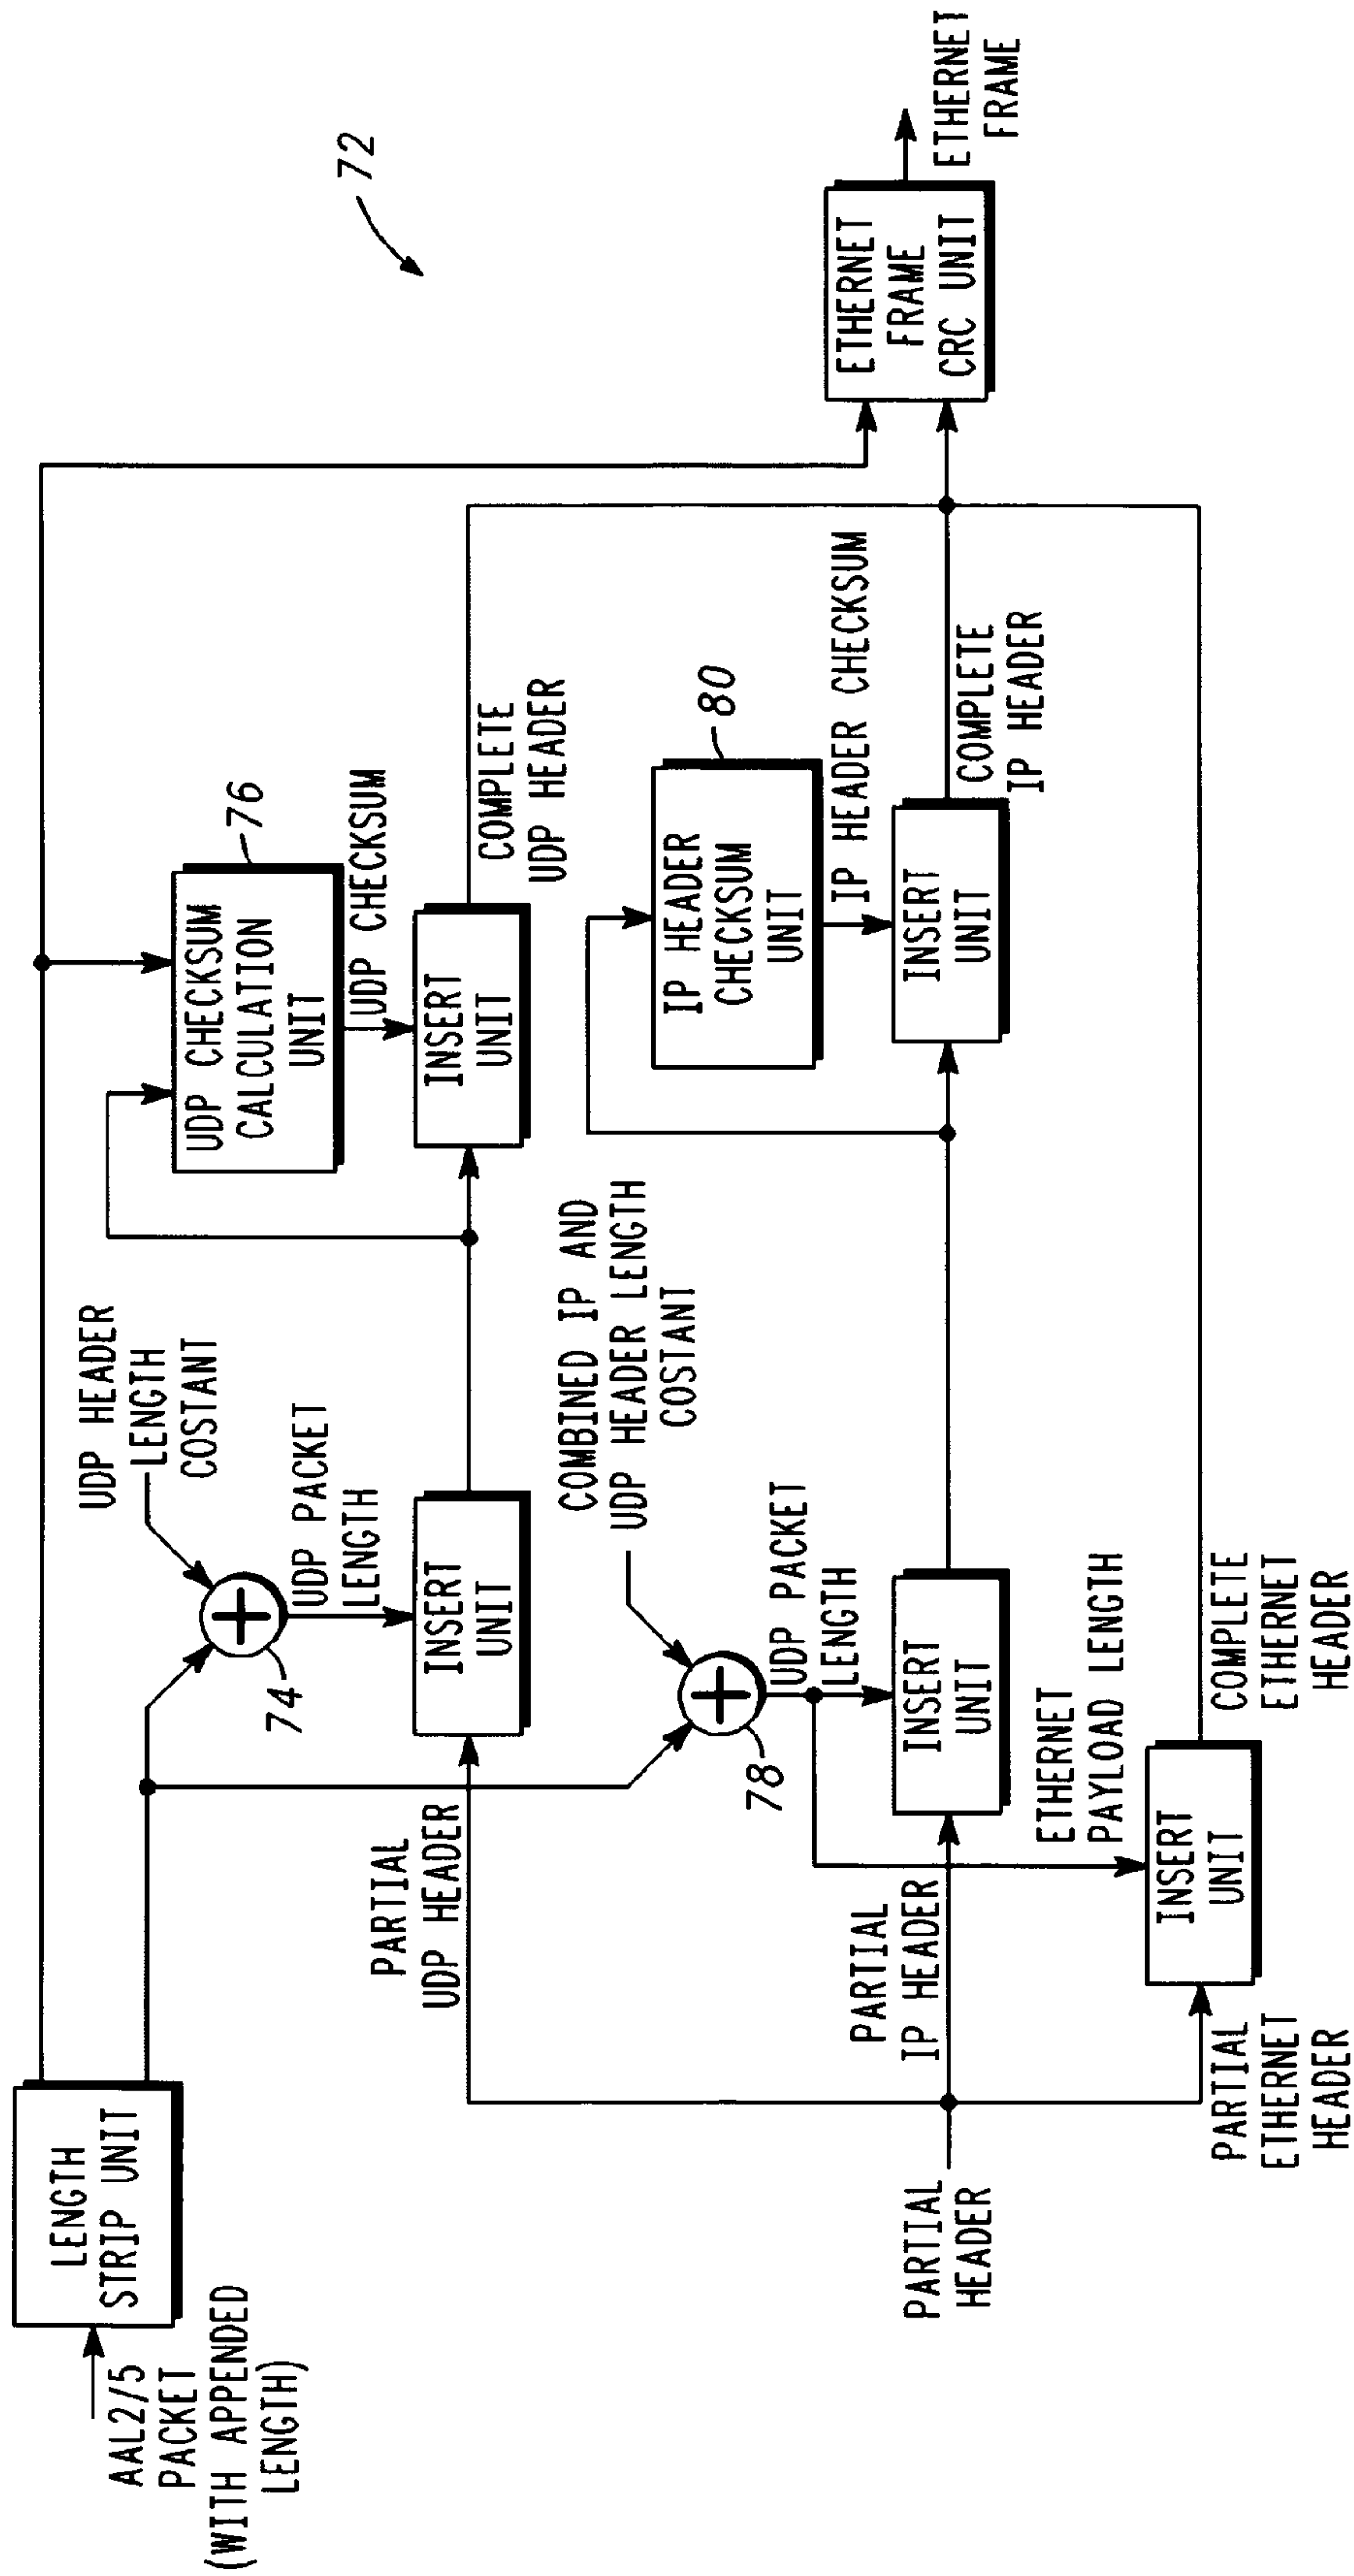 72
AAL2/5
PACKET
(WITH APPENDED
LENGTH)
LENGTH
STRIP UNIT
UDP HEADER
LENGTH
COSTANT
74
UDP PACKET
LENGTH
PARTIAL
UDP HEADER
INSERT
UNIT
UDP CHECKSUM
CALCULATION
UNIT
76
UDP CHECKSUM
INSERT
UNIT
COMPLETE
UDP HEADER
COMBINED IP AND
UDP HEADER LENGTH
COSTANT
78
UDP PACKET
LENGTH
PARTIAL
HEADER
PARTIAL
IP HEADER
INSERT
UNIT
IP HEADER
CHECKSUM
UNIT
80
IP HEADER CHECKSUM
INSERT
UNIT
COMPLETE
IP HEADER
ETHERNET
FRAME
CRC UNIT
ETHERNET
FRAME
ETHERNET
PAYLOAD LENGTH
PARTIAL
ETHERNET
HEADER
INSERT
UNIT
COMPLETE
ETHERNET
HEADER